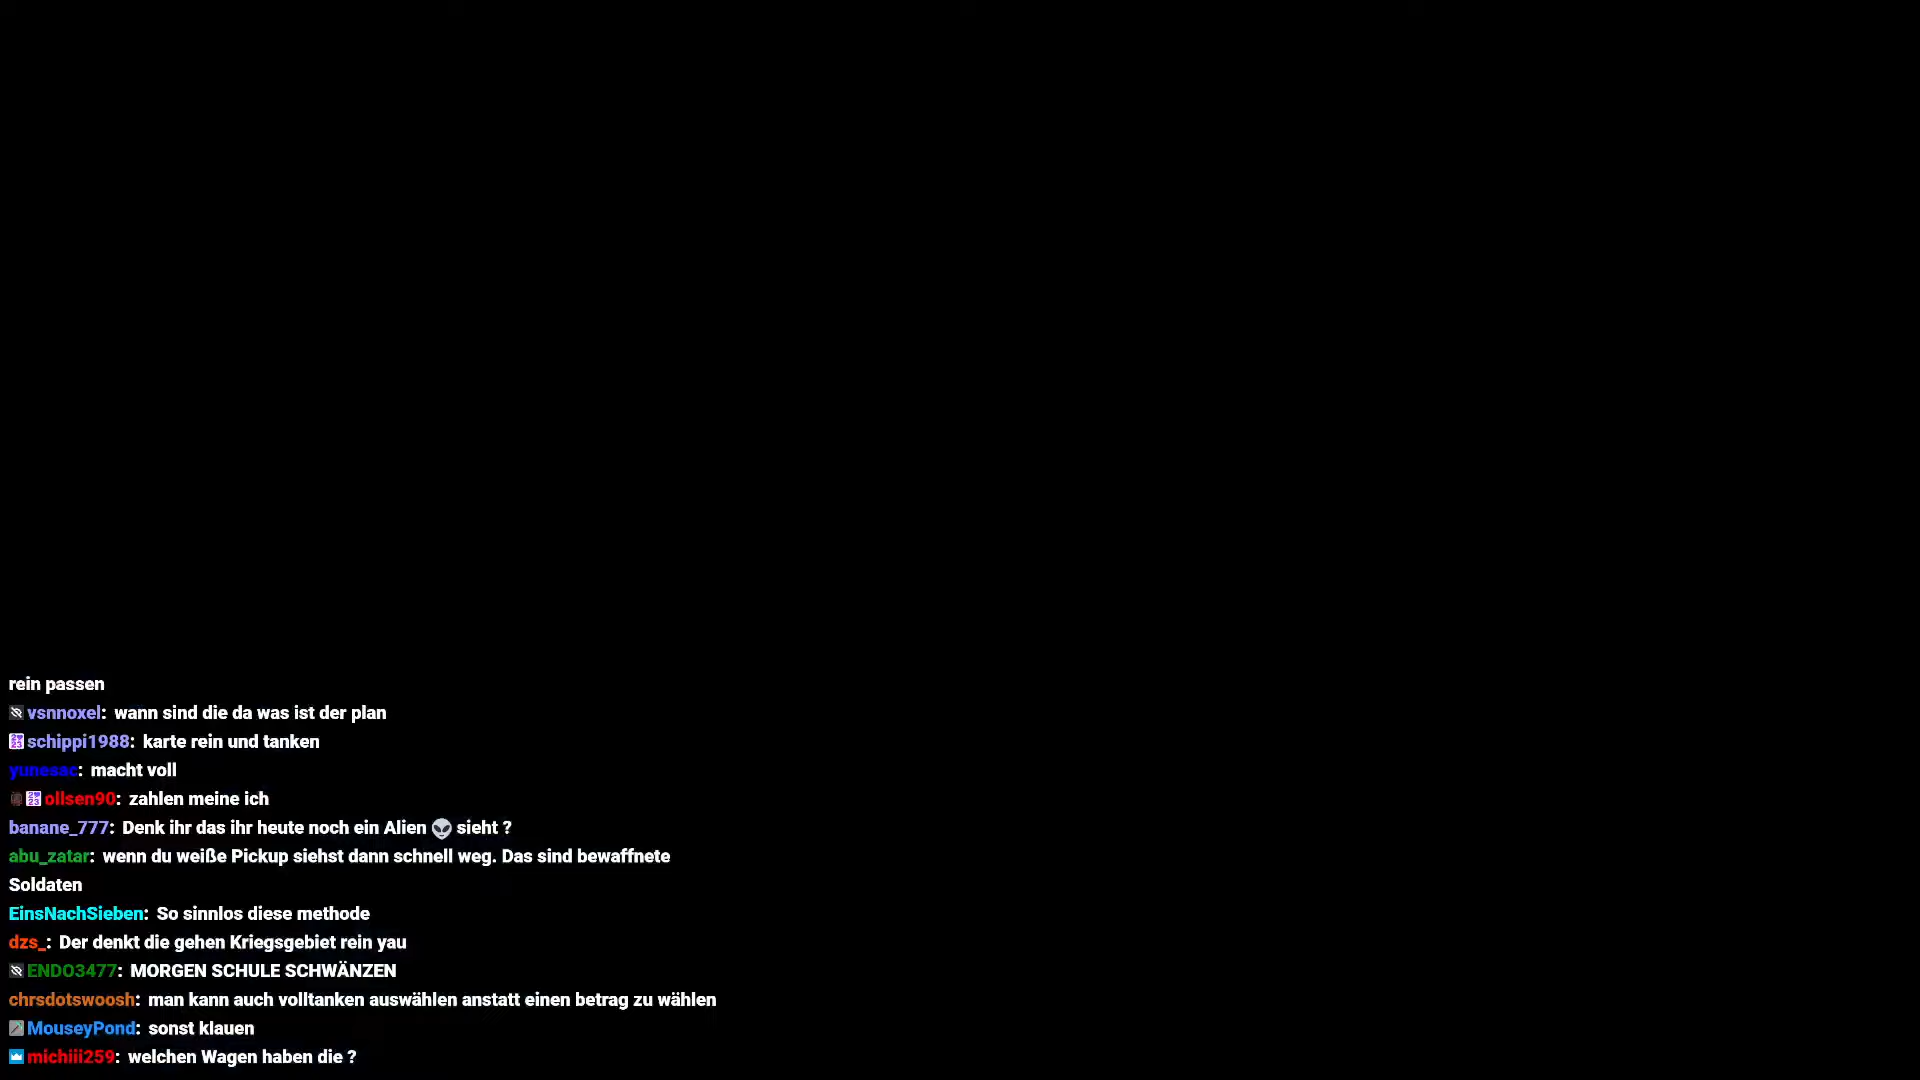 rein passen
vsnnoxel: wann sind die da was ist der plan
schippi1988: karte rein und tanken
yunesac: macht voll
ollsen90: zahlen meine ich
banane_777: Denk ihr das ihr heute noch ein Alien 👽 sieht ?
abu_zatar: wenn du weiße Pickup siehst dann schnell weg. Das sind bewaffnete
Soldaten
EinsNachSieben: So sinnlos diese methode
dzs_: Der denkt die gehen Kriegsgebiet rein yau
ENDO3477: MORGEN SCHULE SCHWÄNZEN
chrsdotswoosh: man kann auch volltanken auswählen anstatt einen betrag zu wählen
MouseyPond: sonst klauen
michiii259: welchen Wagen haben die ?